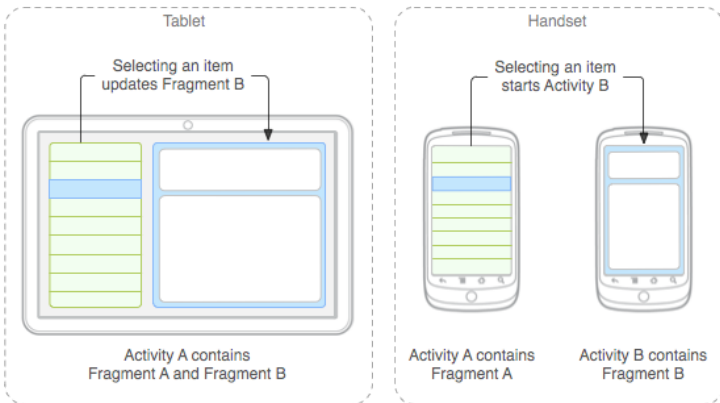 Tablet
Selecting an item
updates Fragment B
Activity A contains
Fragment A and Fragment B
Handset
Selecting an item
starts Activity B
Activity A contains
Fragment A
Activity B contains
Fragment B